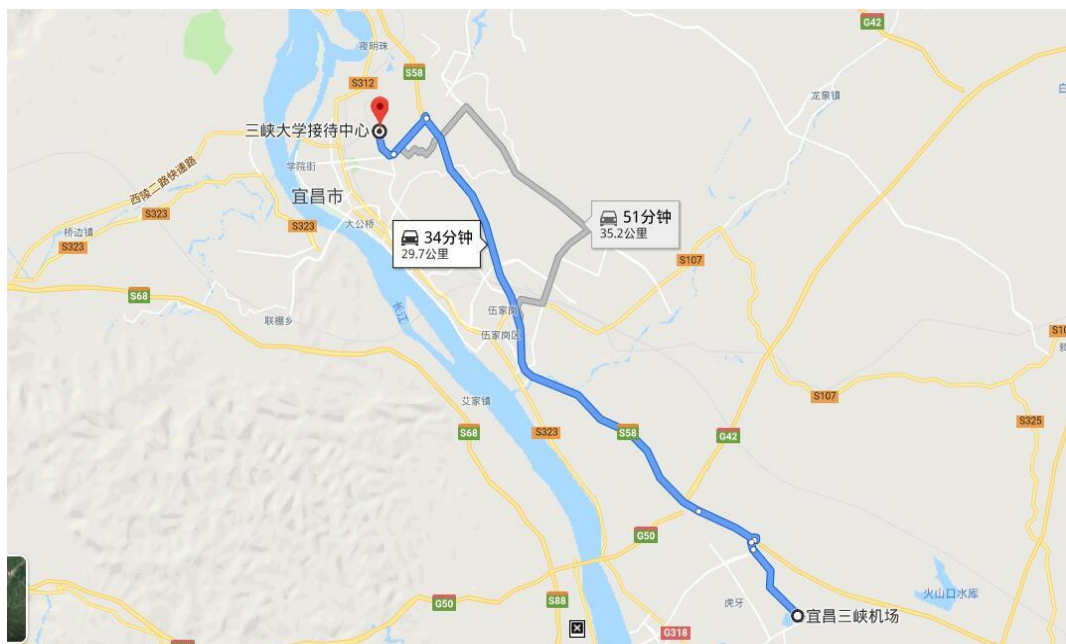 G42
夜明珠
S58
S312
龙泉镇
白
三峡大学接待中心
学院街
西陵二路快速路
宜昌市
S323
大公桥
51分钟
35.2公里
桥边镇
S323
S323
34分钟
29.7公里
S107
S68
长江
伍家岗
联棚乡
伍家岗区
S10
S107
艾家镇
S325
S68
S323
S58
G42
G50
火山口水库
G50
S88
虎牙
宜昌三峡机场
G318